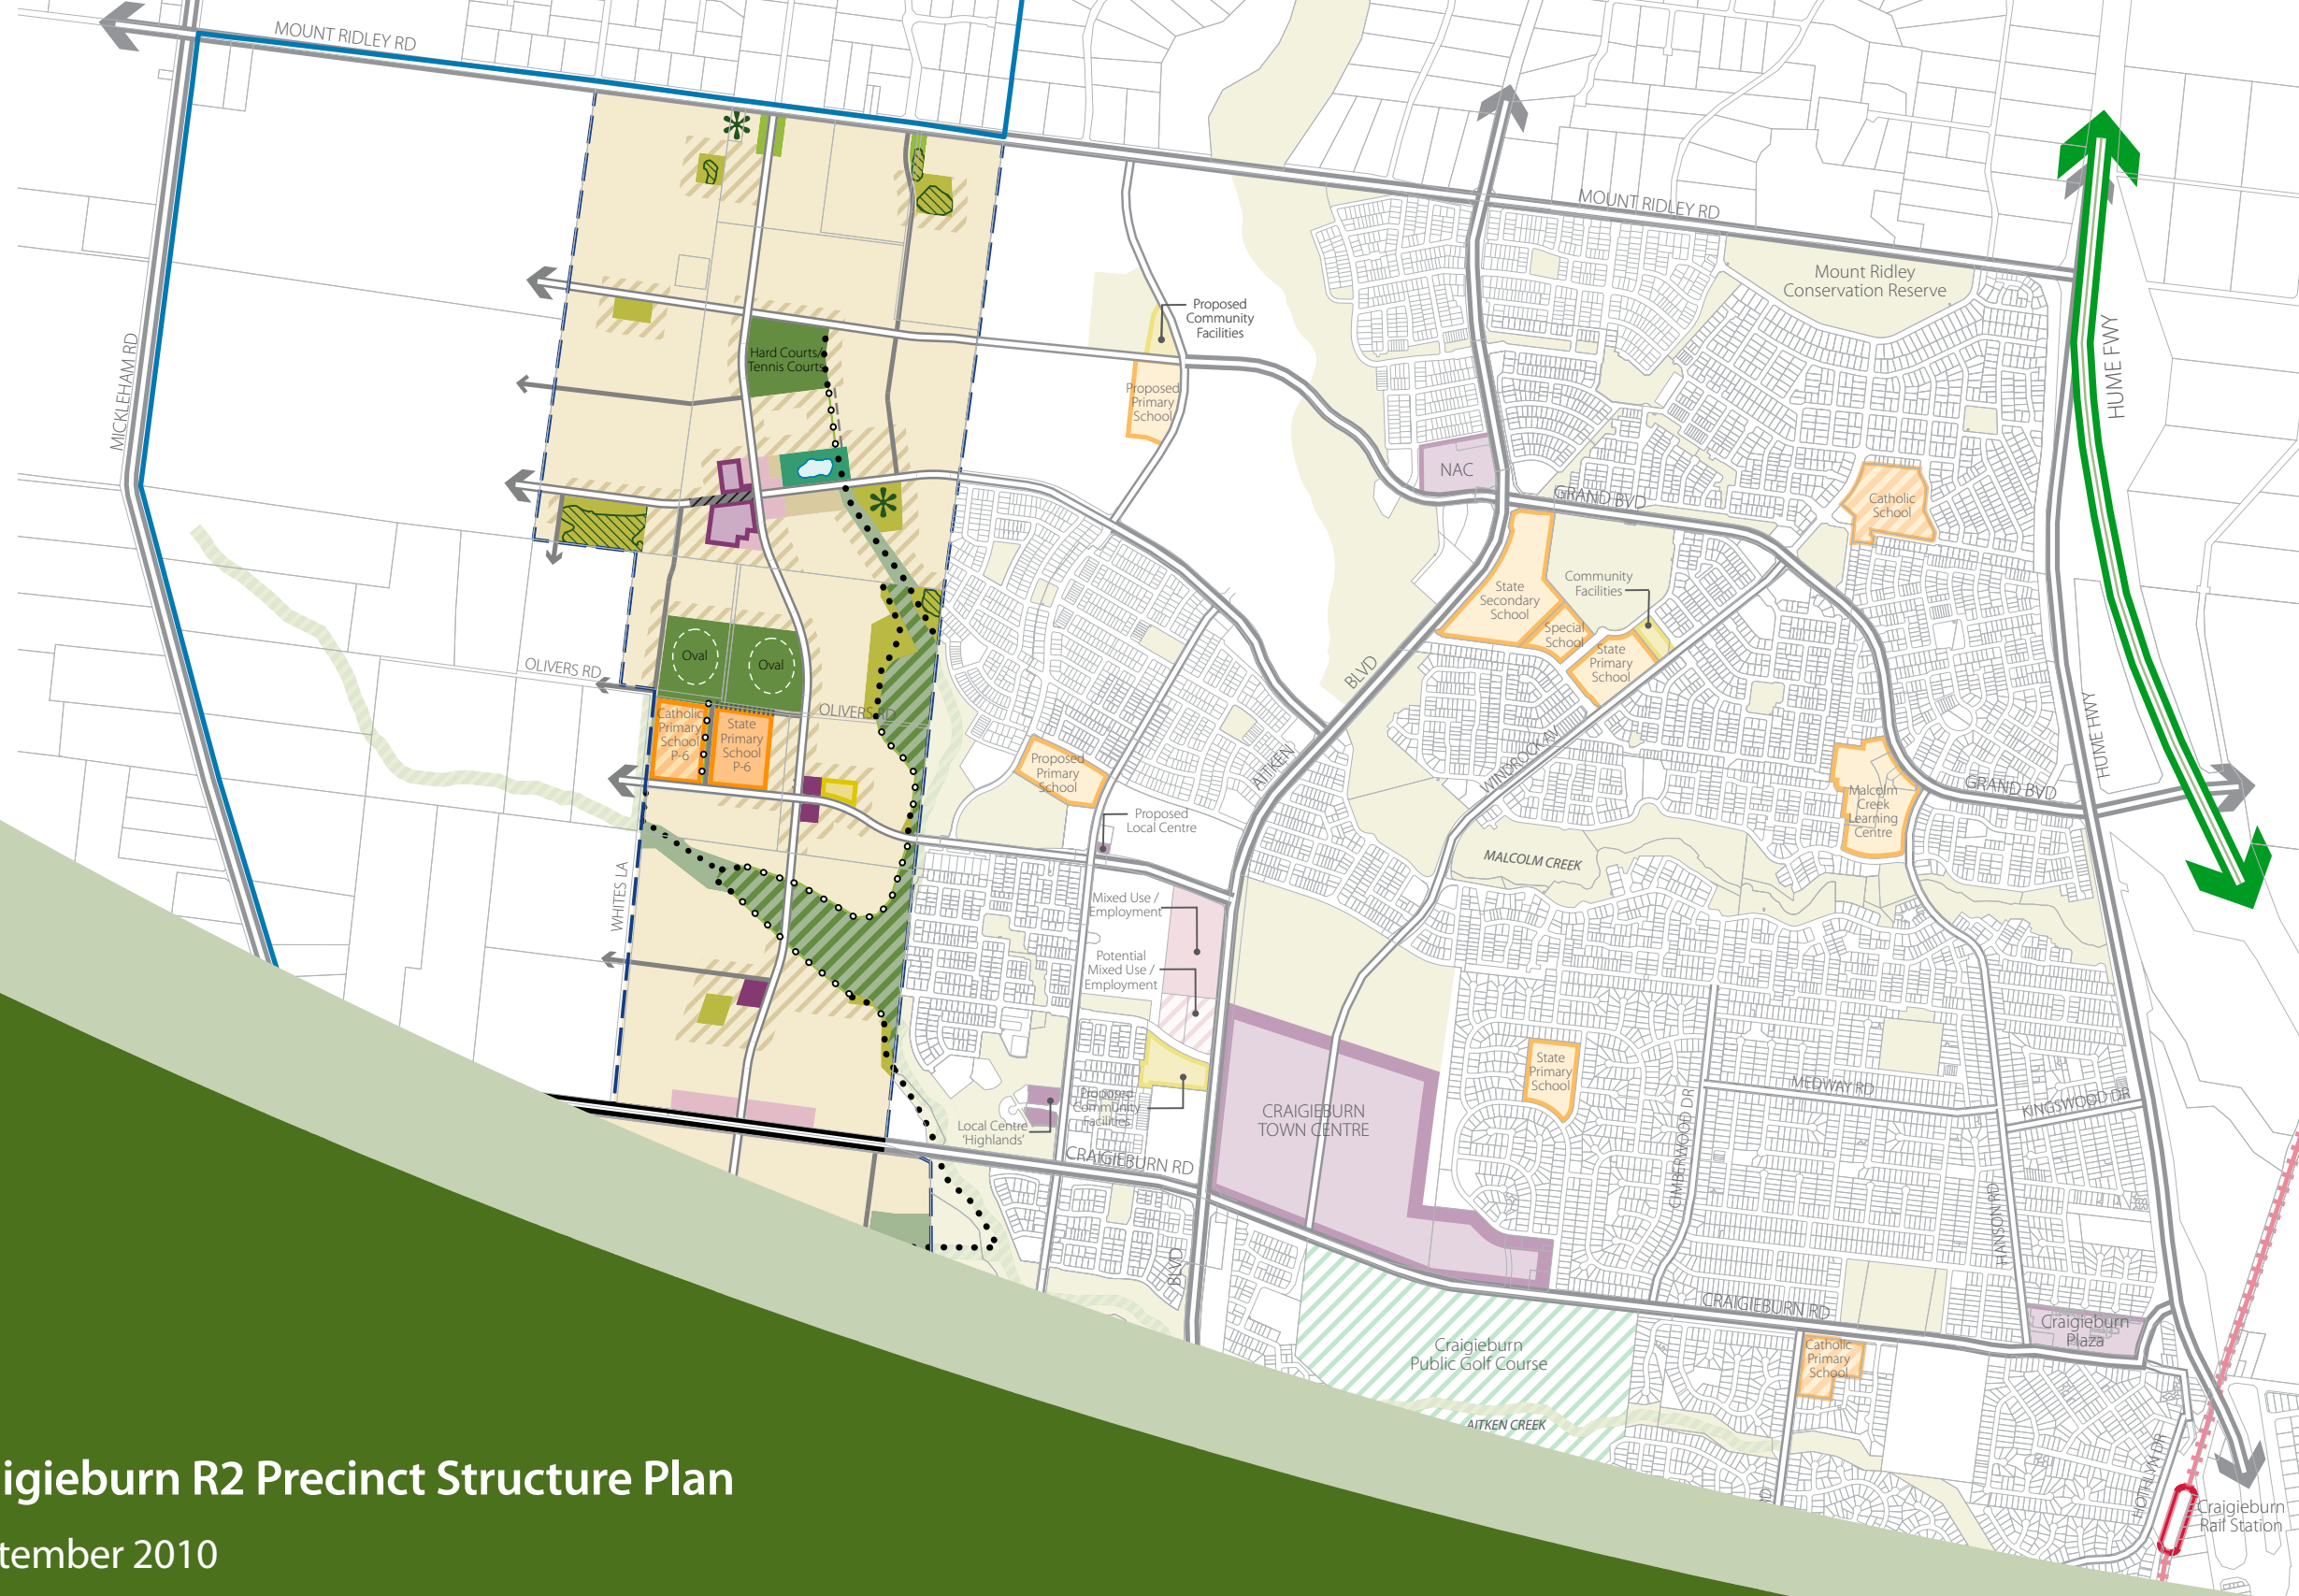 MOUNT RIDLEY RD
MOUNT RIDLEY RD
Mount Ridley
Conservation Reserve
Proposed
Community
Facilities
HUME FWY
MICKLEHAM RD
Hard Courts/
Tennis Courts
Proposed
Primary
School
NAC
GRAND BVD
Catholic
School
State
Secondary
School
Community
Facilities
Special
School
State
Primary
School
Oval
Oval
OLIVERS RD
OLIVERS RD
BLVD
AITKEN
Catholic
Primary
School
P-6
State
Primary
School
P-6
WINDROCK AV
HUME HWY
GRAND BVD
Proposed
Primary
School
Malcolm
Creek
Learning
Centre
Proposed
Local Centre
MALCOLM CREEK
WHITES LA
Mixed Use /
Employment
Potential
Mixed Use /
Employment
State
Primary
School
MEDWAY RD
KINGSWOOD DR
Proposed
Community
Facilities
CRAIGIEBURN
TOWN CENTRE
Local Centre
'Highlands'
CRAIGIEBURN RD
CIMBERWOOD DR
HANSON RD
BLVD
CRAIGIEBURN RD
Craigieburn
Plaza
Craigieburn
Public Golf Course
Catholic
Primary
School
AITKEN CREEK
HOTHLYN DR
RD
Craigieburn
Rail Station
igieburn R2 Precinct Structure Plan
tember 2010